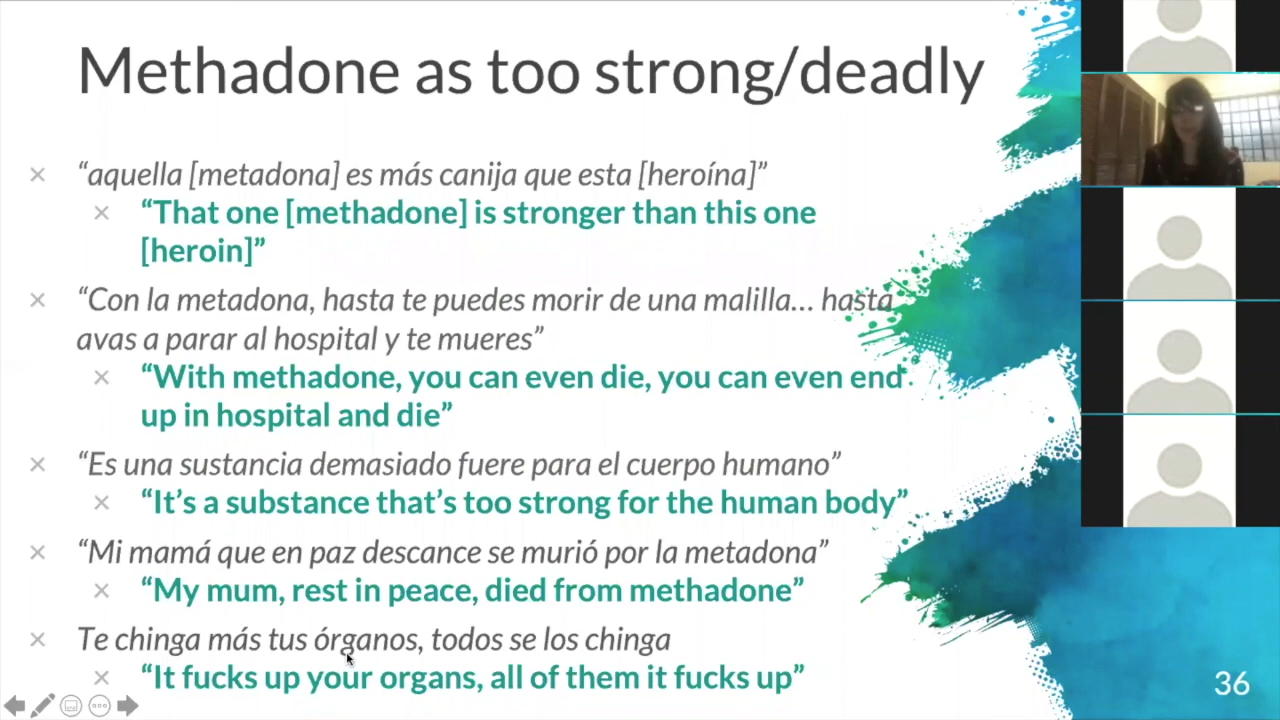 Methadone as too strong/deadly
“aquella [metadona] es más canija que esta [heroína]”
“That one [methadone] is stronger than this one
[heroin]”
“Con la metadona, hasta te puedes morir de una malilla… hasta
avas a parar al hospital y te mueres”
“With methadone, you can even die, you can even end
up in hospital and die”
“Es una sustancia demasiado fuere para el cuerpo humano”
“It’s a substance that’s too strong for the human body”
“Mi mamá que en paz descance se murió por la metadona”
“My mum, rest in peace, died from methadone”
Te chinga más tus órganos, todos se los chinga
“It fucks up your organs, all of them it fucks up”
36